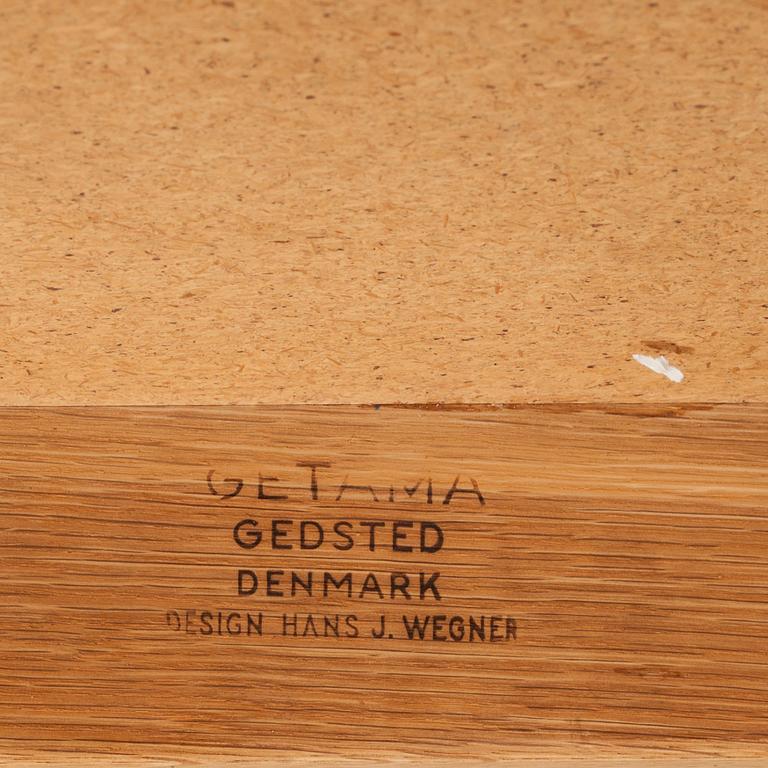 GETAMA
GEDSTED
DENMARK
DESIGN HANS J. WEGNER